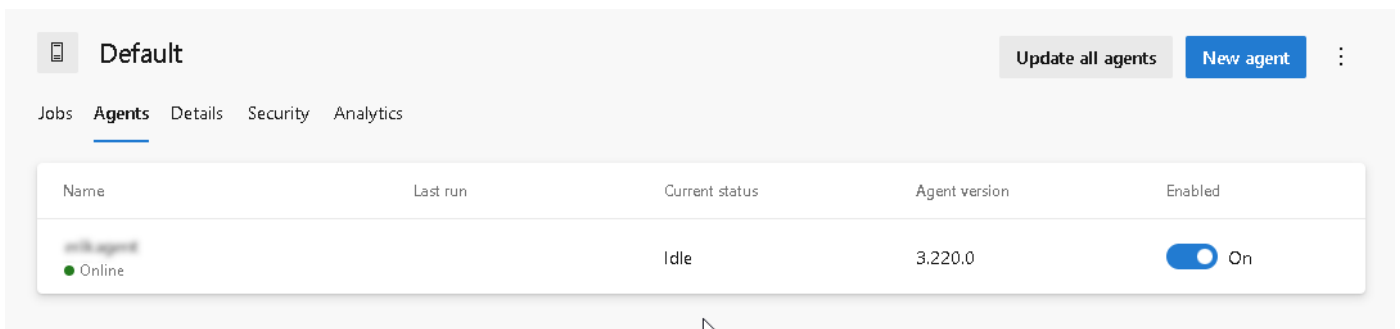 Default
Update all agents
New agent
Jobs Agents Details Security Analytics
Name Last run Current status Agent version Enabled
Idle 3.220.0 On
Online